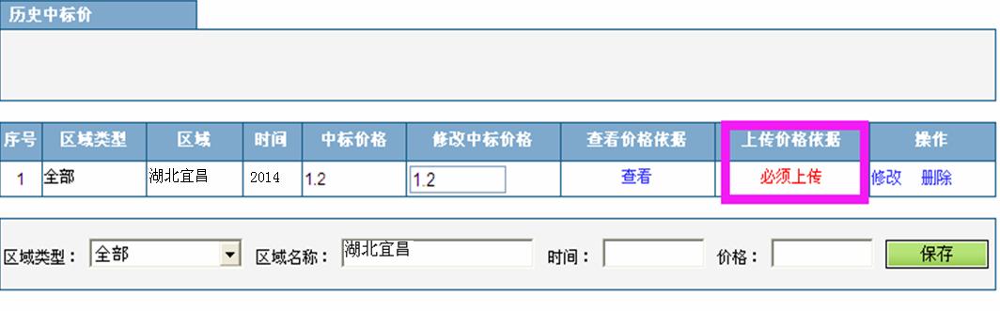 历史中标价
序号 区域类型 区域 时间 中标价格 修改中标价格 查看价格依据 上传价格依据 操作
1 全部 湖北宜昌 2014 1.2 1.2 查看 必须上传 修改 删除
区域类型： 全部 区域名称： 湖北宜昌 时间： 价格： 保存